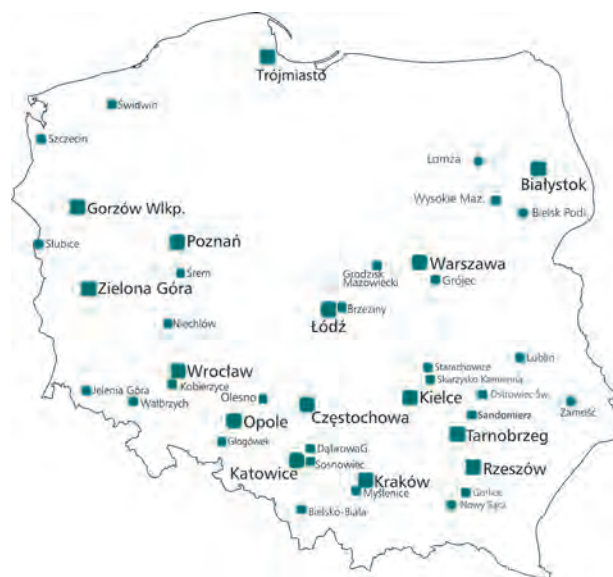 Trójmiasto
Świdwin
Szczecin
Łomża
Białystok
Wysokie Maz.
Gorzów Wlkp.
Bielsk Podl.
Poznań
Słubice
Warszawa
Śrem
Grodzisk
Mazowiecki
Grójec
Zielona Góra
Brzeziny
Łódź
Niechlów
Lublin
Starachowice
Wrocław
Skarżysko Kamienna
Kobierzyce
Jelenia Góra
Ostrowiec Św.
Olesno
Kielce
Wałbrzych
Zamość
Częstochowa
Sandomierz
Opole
Tarnobrzeg
Głogówek
DąbrowaG.
Katowice
Sosnowiec
Rzeszów
Kraków
Myślenice
Gorlice
Nowy Sącz
Bielsko-Biala